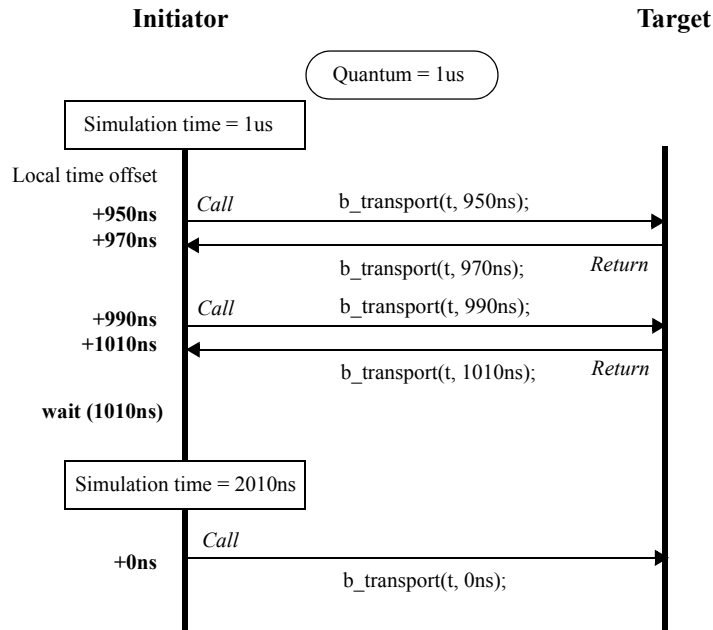 Initiator
Target
Quantum = 1us
Simulation time = 1us
Local time offset
+950ns
Call
b_transport(t, 950ns);
+970ns
b_transport(t, 970ns);
Return
+990ns
Call
b_transport(t, 990ns);
+1010ns
b_transport(t, 1010ns);
Return
wait (1010ns)
Simulation time = 2010ns
Call
+0ns
b_transport(t, 0ns);